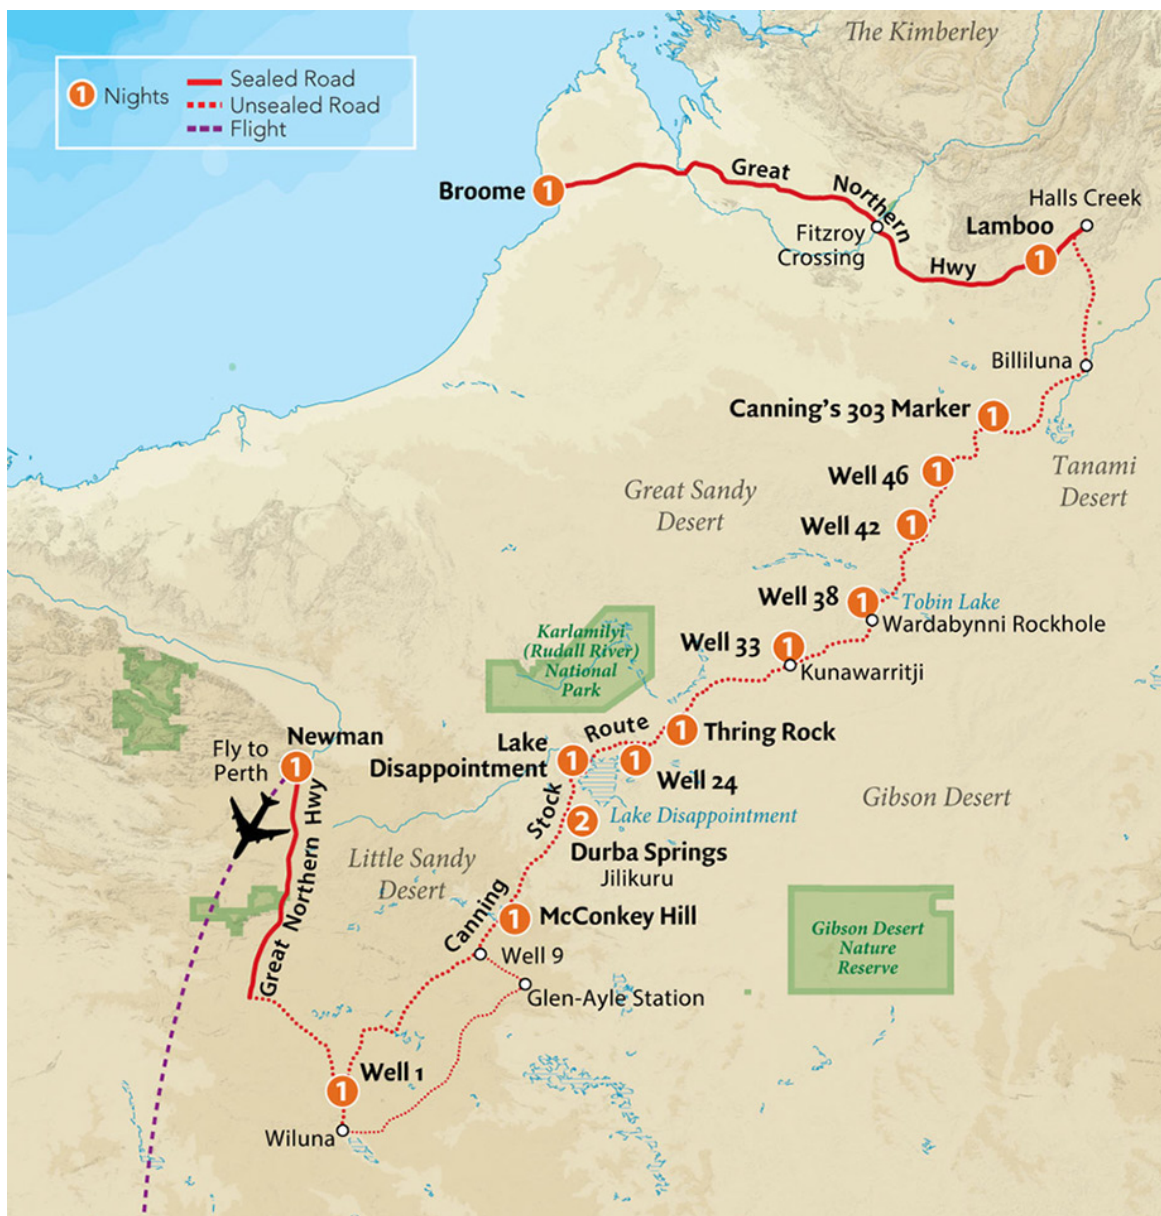 The Kimberley
1 Nights
Sealed Road
Unsealed Road
Flight
Broome 1
Great Northern Hwy
Halls Creek
Lamboo
1
Fitzroy
Crossing
Billiluna
Canning's 303 Marker 1
Tanami
Desert
Well 46 1
Great Sandy
Desert
Well 42 1
Well 38 1
Tobin Lake
Wardabynni Rockhole
Karlamilyi
(Rudall River)
National
Park
Well 33 1
Kunawarritji
Newman
1
Fly to
Perth
Lake
Disappointment 1
Canning Stock Route
1 Thring Rock
1
Well 24
Gibson Desert
2
Lake Disappointment
Durba Springs
Jilikuru
Little Sandy
Desert
Great Northern Hwy
1 McConkey Hill
Gibson Desert
Nature
Reserve
Well 9
Glen-Ayle Station
Well 1
1
Wiluna